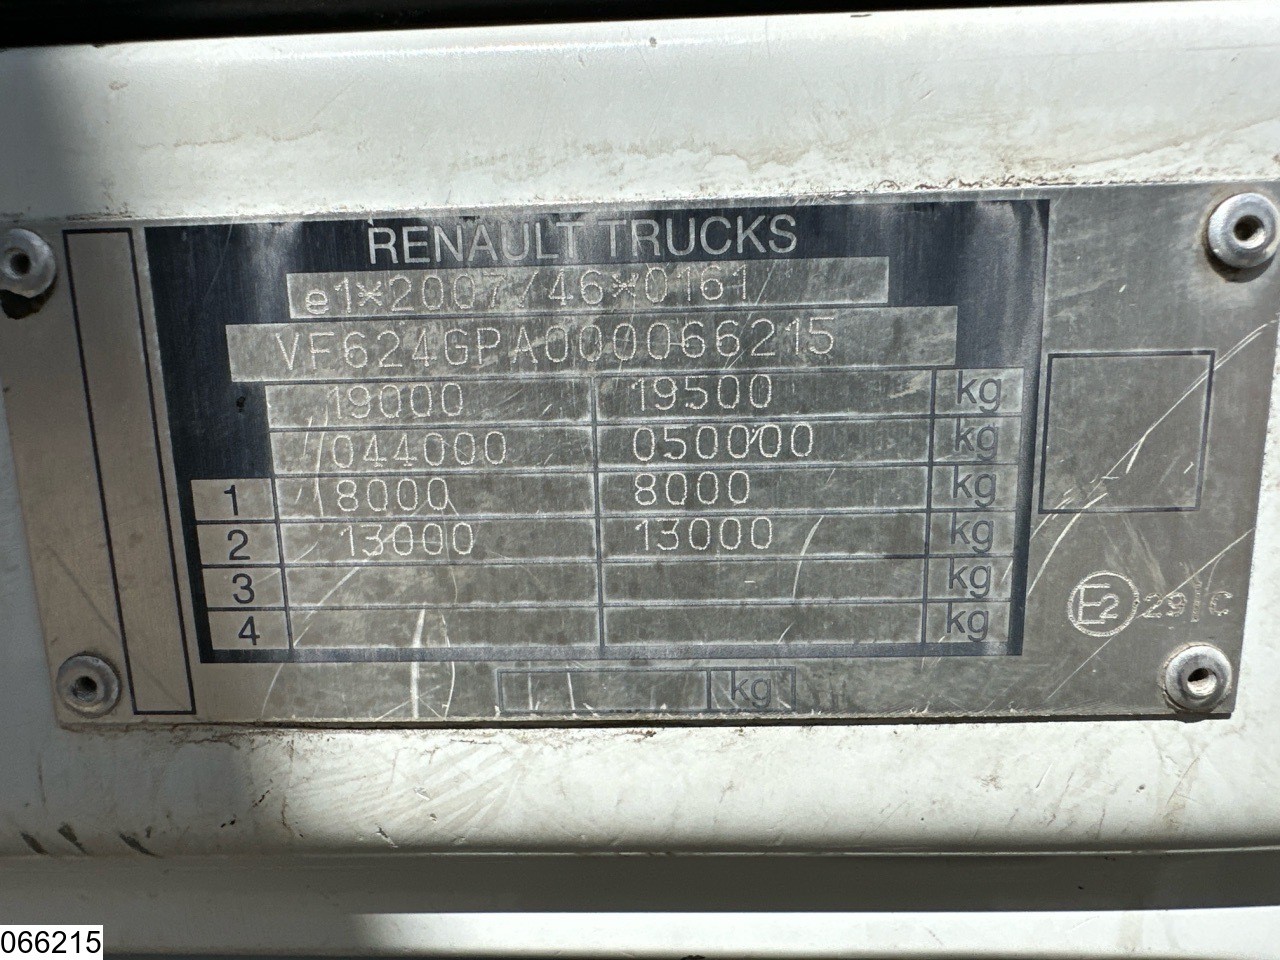 RENAULT TRUCKS
e1*2007/46*0161
VF624GPA000066215
19000 19500 kg
044000 050000 kg
1 8000 8000 kg
2 13000 13000 kg
3 kg
4 kg
kg
E2 29 C
066215